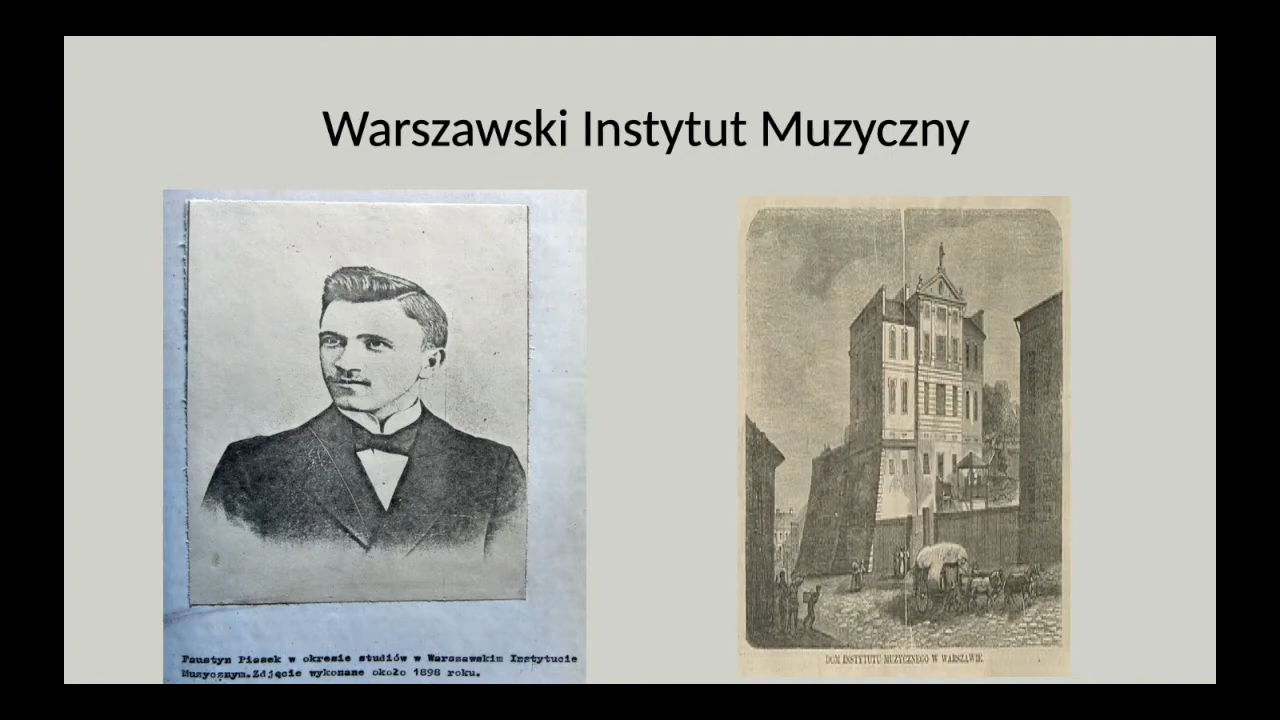 Warszawski Instytut Muzyczny
Faustyn Piasek w okresie studiów w Warszawskim Instytucie
Muzycznym.Zdjęcie wykonane około 1898 roku.
DOM INSTYTUTU MUZYCZNEGO W WARSZAWIE.